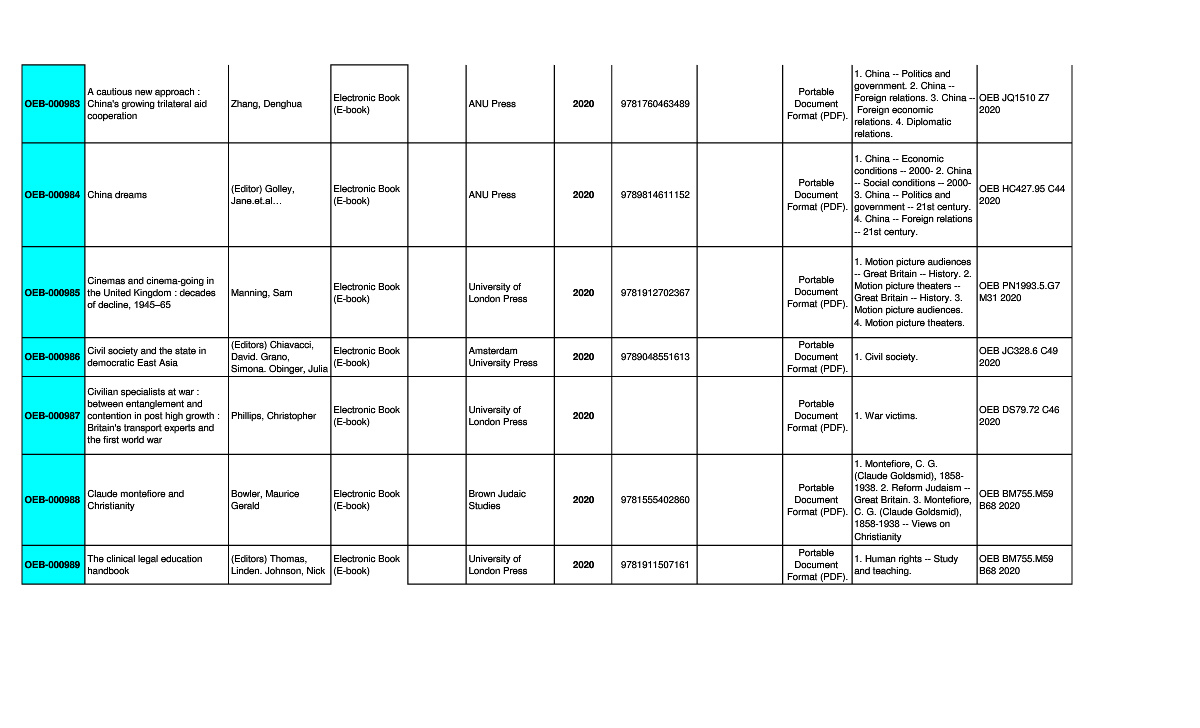 OEB-000983
A cautious new approach :
China's growing trilateral aid
cooperation
Zhang, Denghua
Electronic Book
(E-book)
ANU Press
2020
9781760463489
Portable
Document
Format (PDF).
1. China -- Politics and
government. 2. China --
Foreign relations. 3. China --
Foreign economic
relations. 4. Diplomatic
relations.
OEB JQ1510 Z7
2020
OEB-000984
China dreams
(Editor) Golley,
Jane.et.al...
Electronic Book
(E-book)
ANU Press
2020
9789814611152
Portable
Document
Format (PDF).
1. China -- Economic
conditions -- 2000- 2. China
-- Social conditions -- 2000-
3. China -- Politics and
government -- 21st century.
4. China -- Foreign relations
-- 21st century.
OEB HC427.95 C44
2020
OEB-000985
Cinemas and cinema-going in
the United Kingdom : decades
of decline, 1945–65
Manning, Sam
Electronic Book
(E-book)
University of
London Press
2020
9781912702367
Portable
Document
Format (PDF).
1. Motion picture audiences
-- Great Britain -- History. 2.
Motion picture theaters --
Great Britain -- History. 3.
Motion picture audiences.
4. Motion picture theaters.
OEB PN1993.5.G7
M31 2020
OEB-000986
Civil society and the state in
democratic East Asia
(Editors) Chiavacci,
David. Grano,
Simona. Obinger, Julia
Electronic Book
(E-book)
Amsterdam
University Press
2020
9789048551613
Portable
Document
Format (PDF).
1. Civil society.
OEB JC328.6 C49
2020
OEB-000987
Civilian specialists at war :
between entanglement and
contention in post high growth :
Britain's transport experts and
the first world war
Phillips, Christopher
Electronic Book
(E-book)
University of
London Press
2020
Portable
Document
Format (PDF).
1. War victims.
OEB DS79.72 C46
2020
OEB-000988
Claude montefiore and
Christianity
Bowler, Maurice
Gerald
Electronic Book
(E-book)
Brown Judaic
Studies
2020
9781555402860
Portable
Document
Format (PDF).
1. Montefiore, C. G.
(Claude Goldsmid), 1858-
1938. 2. Reform Judaism --
Great Britain. 3. Montefiore,
C. G. (Claude Goldsmid),
1858-1938 -- Views on
Christianity
OEB BM755.M59
B68 2020
OEB-000989
The clinical legal education
handbook
(Editors) Thomas,
Linden. Johnson, Nick
Electronic Book
(E-book)
University of
London Press
2020
9781911507161
Portable
Document
Format (PDF).
1. Human rights -- Study
and teaching.
OEB BM755.M59
B68 2020